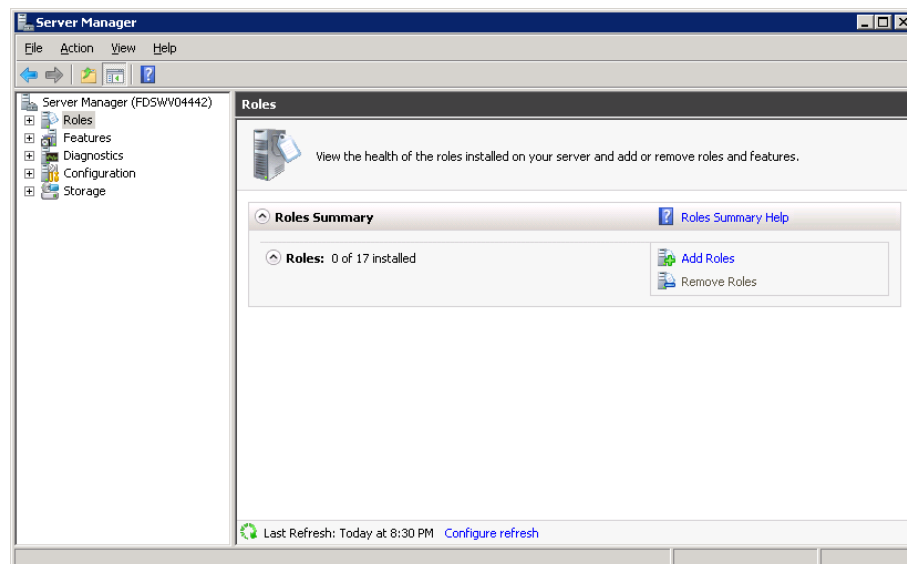 Server Manager
File Action View Help
Server Manager (FDSWV04442)
Roles
Features
Diagnostics
Configuration
Storage
Roles
View the health of the roles installed on your server and add or remove roles and features.
Roles Summary
Roles Summary Help
Roles: 0 of 17 installed
Add Roles
Remove Roles
Last Refresh: Today at 8:30 PM Configure refresh